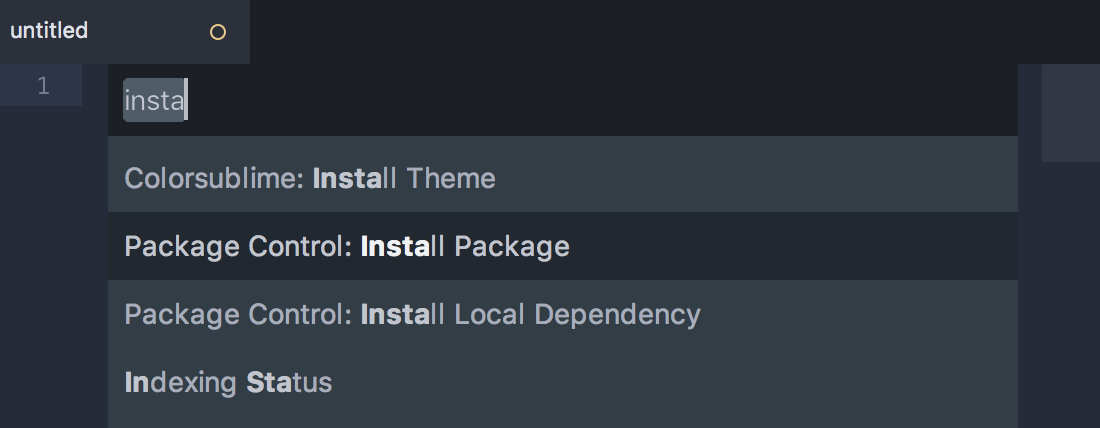 untitled
1
insta
Colorsublime: Install Theme
Package Control: Install Package
Package Control: Install Local Dependency
Indexing Status